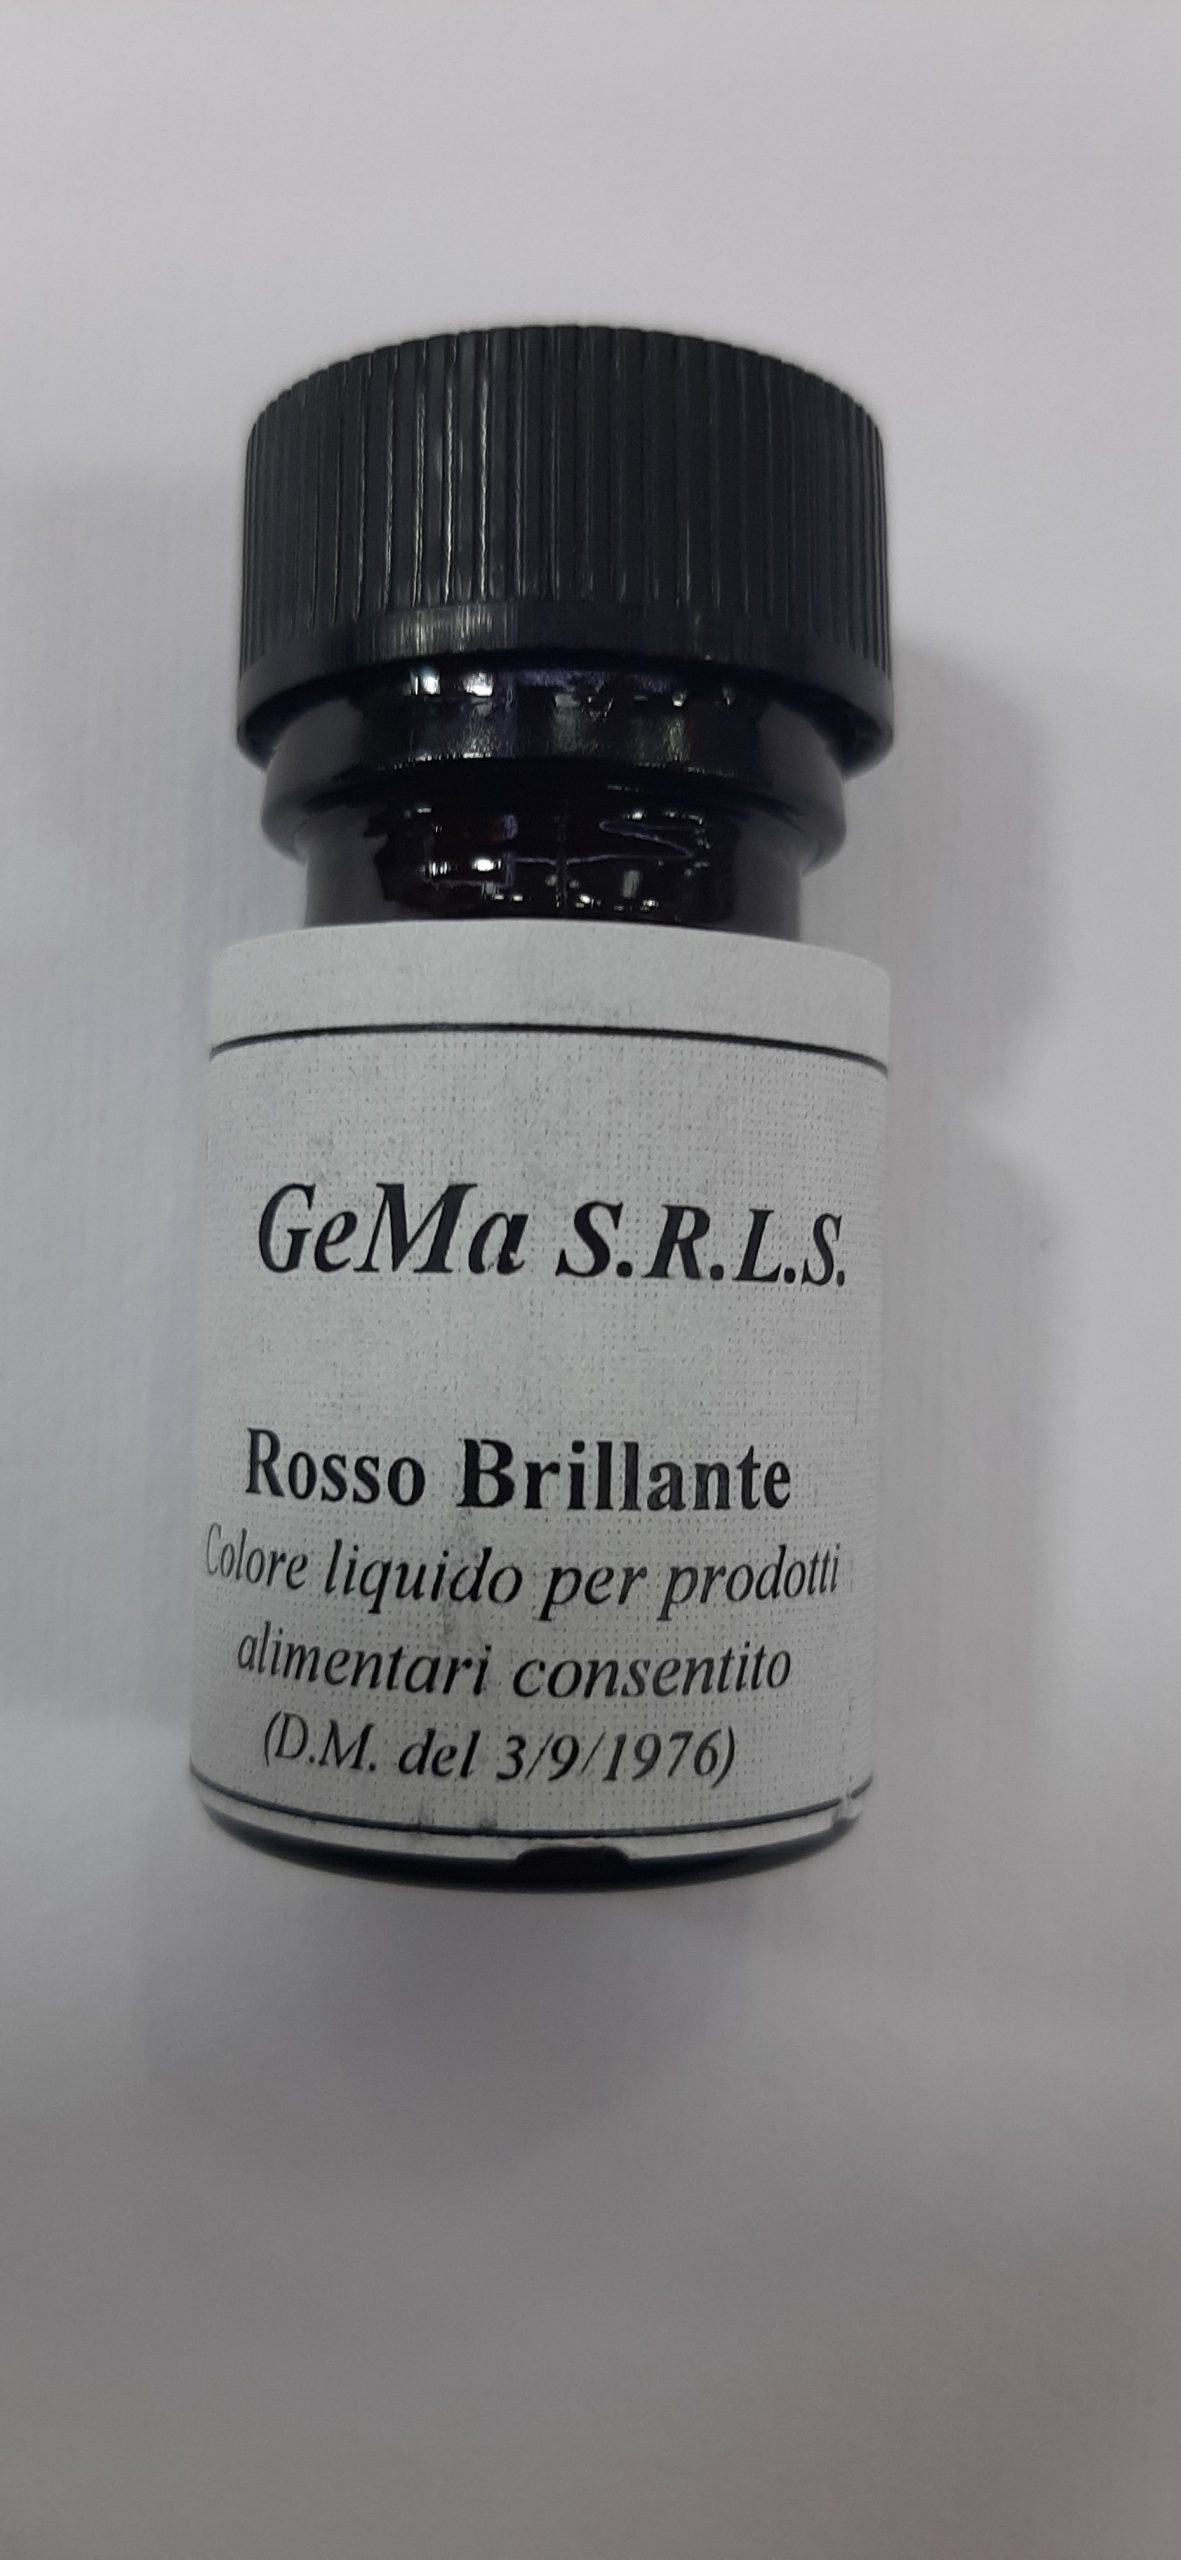 GeMa S.R.L.S.
Rosso Brillante
Colore liquido per prodotti
alimentari consentito
(D.M. del 3/9/1976)